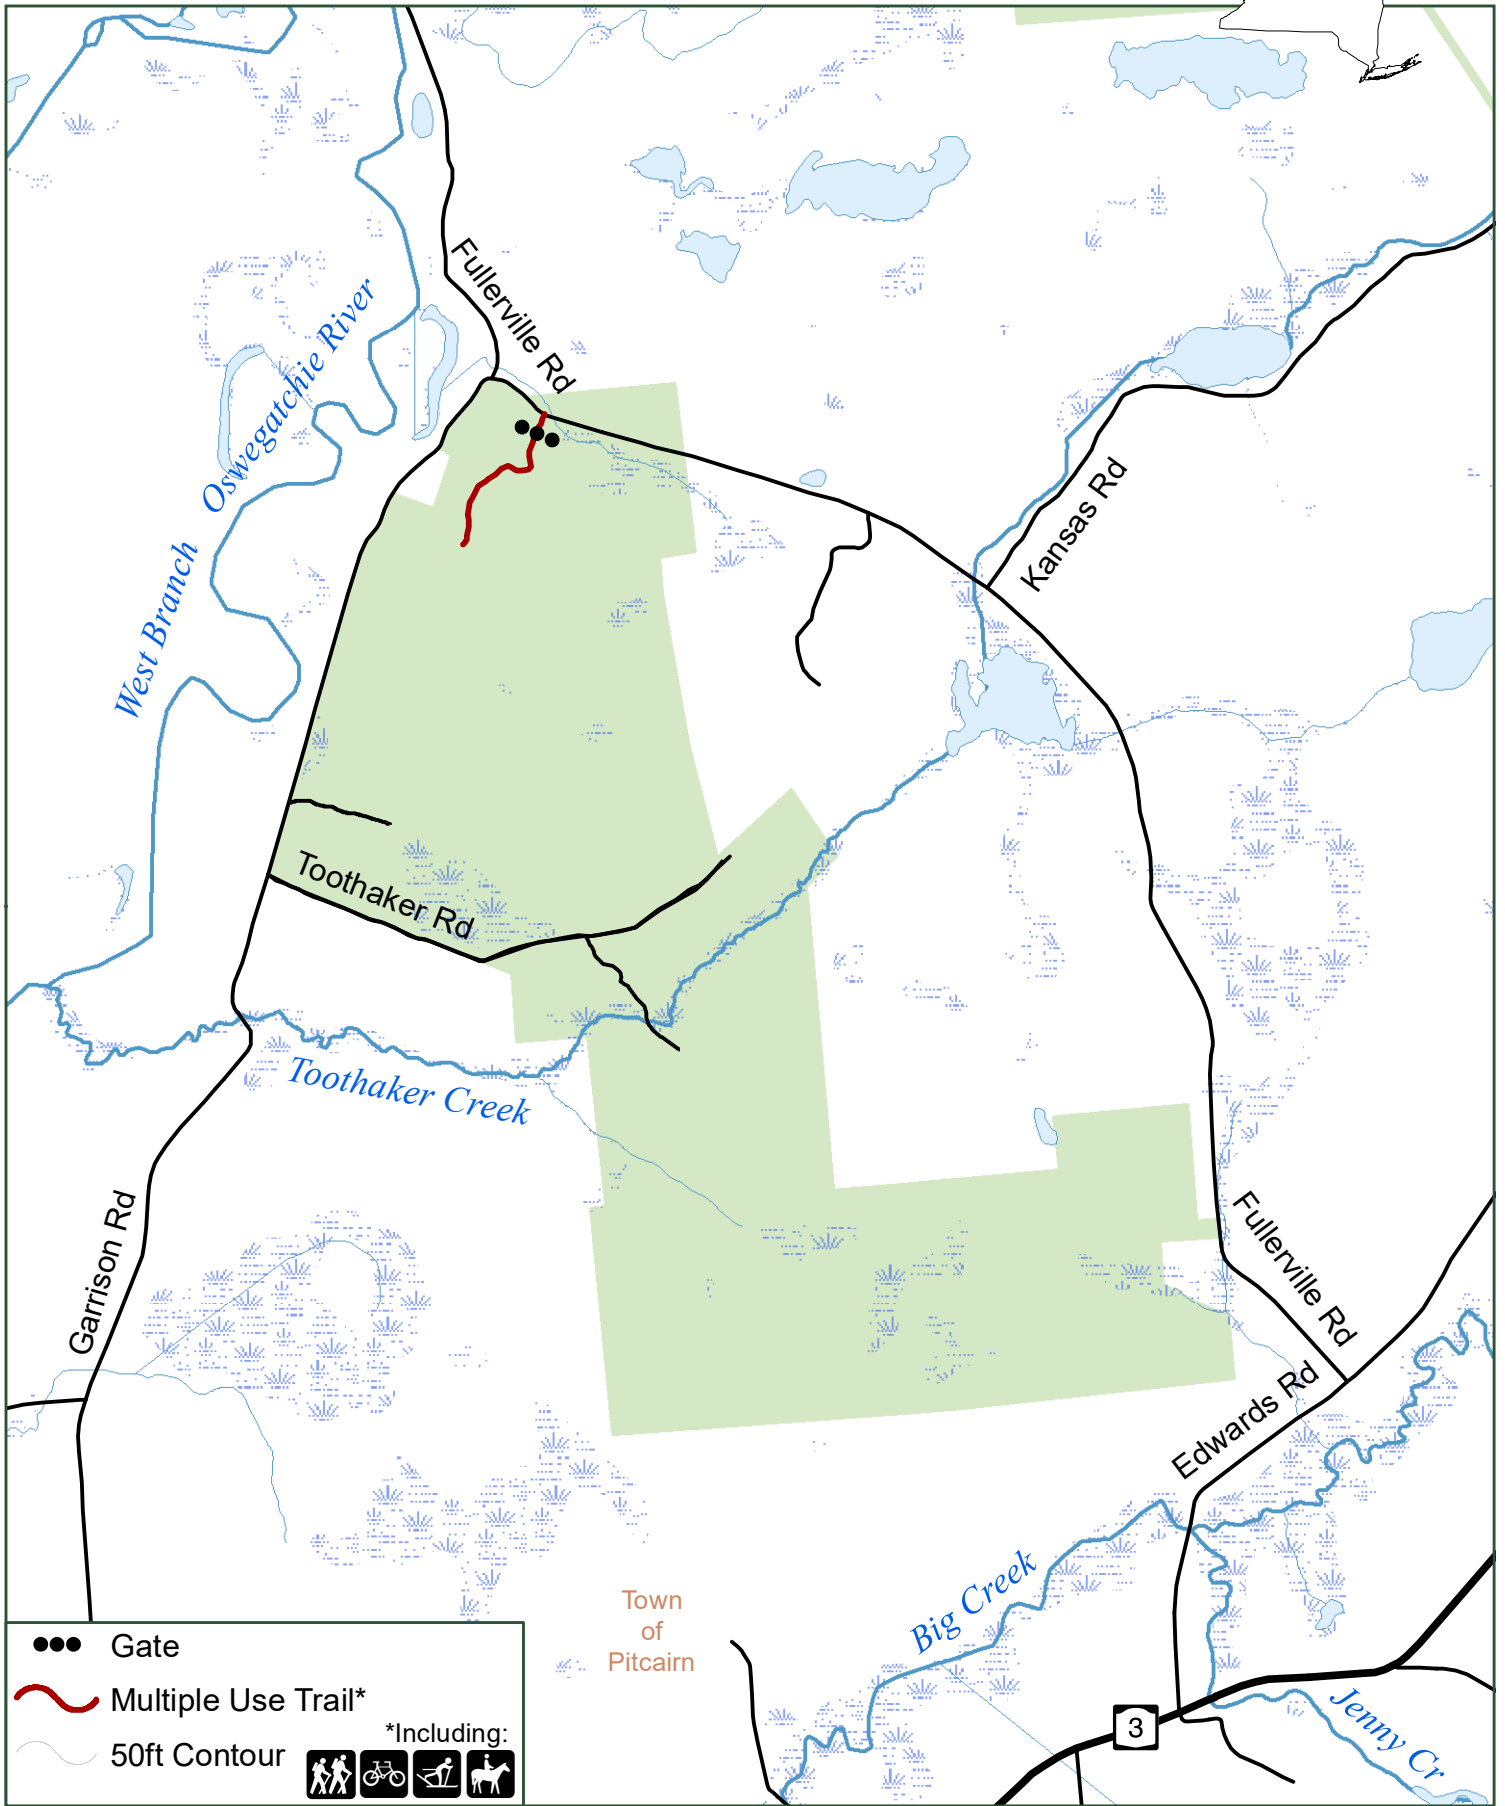 Fullerville Rd
Oswegatchie River
Kansas Rd
West Branch
Toothaker Rd
Toothaker Creek
Garrison Rd
Fullerville Rd
Edwards Rd
Big Creek
Town
of
Pitcairn
3
Jenny Cr
Gate
Multiple Use Trail*
*Including:
50ft Contour